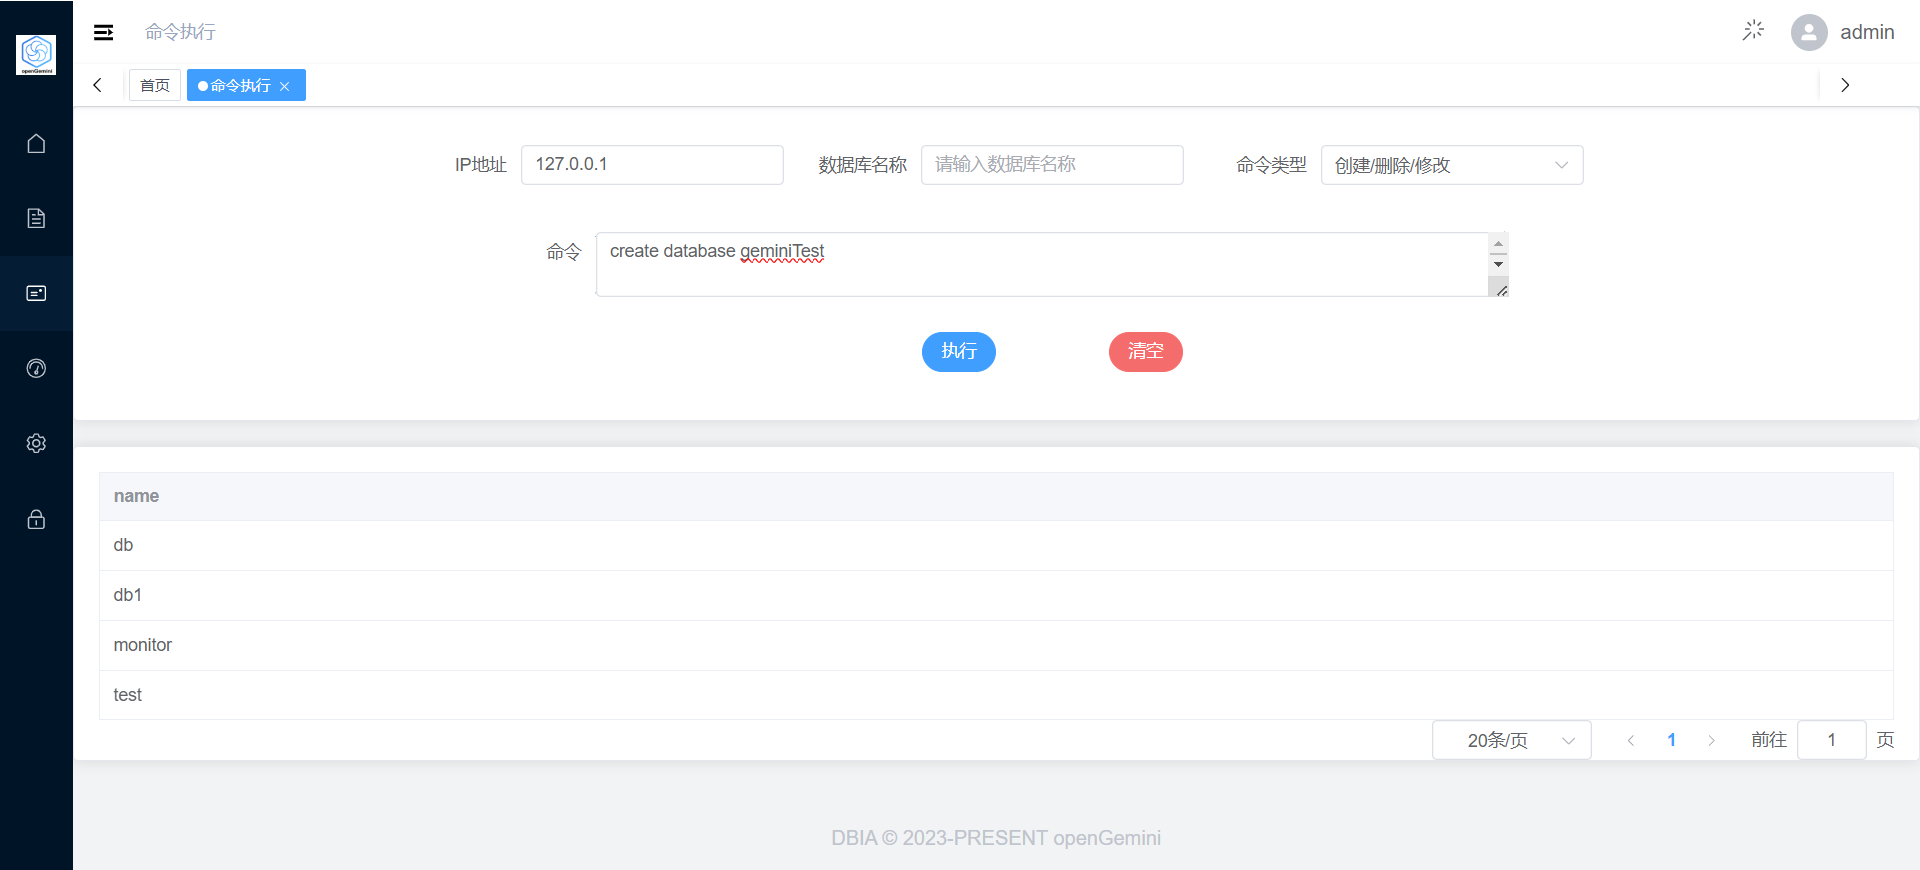 openGemini
命令执行
admin
首页
命令执行
IP地址 127.0.0.1 数据库名称 请输入数据库名称 命令类型 创建/删除/修改
命令 create database geminiTest
执行 清空
name
db
db1
monitor
test
20条/页 1 前往 1 页
DBIA © 2023-PRESENT openGemini